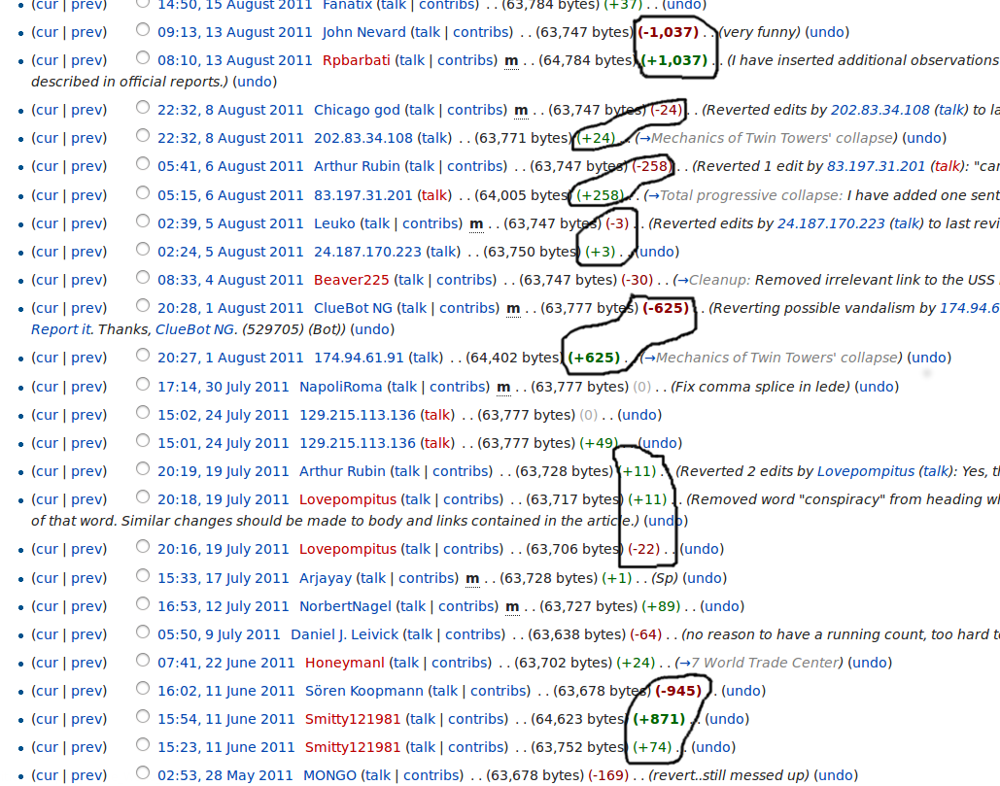 (cur | prev) 14:50, 15 August 2011 Fanatix (talk | contribs) . . (63,784 bytes) (+37) . . (undo)
(cur | prev) 09:13, 13 August 2011 John Nevard (talk | contribs) . . (63,747 bytes) (-1,037) . . (very funny) (undo)
(cur | prev) 08:10, 13 August 2011 Rpbarbati (talk | contribs) m . . (64,784 bytes) (+1,037) . . (I have inserted additional observations
described in official reports.) (undo)
(cur | prev) 22:32, 8 August 2011 Chicago god (talk | contribs) m . . (63,747 bytes) (-24) . . (Reverted edits by 202.83.34.108 (talk) to la
(cur | prev) 22:32, 8 August 2011 202.83.34.108 (talk) . . (63,771 bytes) (+24) . . (→Mechanics of Twin Towers' collapse) (undo)
(cur | prev) 05:41, 6 August 2011 Arthur Rubin (talk | contribs) . . (63,747 bytes) (-258) . . (Reverted 1 edit by 83.197.31.201 (talk): "car
(cur | prev) 05:15, 6 August 2011 83.197.31.201 (talk) . . (64,005 bytes) (+258) . . (→Total progressive collapse: I have added one sent
(cur | prev) 02:39, 5 August 2011 Leuko (talk | contribs) m . . (63,747 bytes) (-3) . . (Reverted edits by 24.187.170.223 (talk) to last revi
(cur | prev) 02:24, 5 August 2011 24.187.170.223 (talk) . . (63,750 bytes) (+3) . . (undo)
(cur | prev) 08:33, 4 August 2011 Beaver225 (talk | contribs) . . (63,747 bytes) (-30) . . (→Cleanup: Removed irrelevant link to the USS
(cur | prev) 20:28, 1 August 2011 ClueBot NG (talk | contribs) m . . (63,777 bytes) (-625) . . (Reverting possible vandalism by 174.94.6
Report it. Thanks, ClueBot NG. (529705) (Bot)) (undo)
(cur | prev) 20:27, 1 August 2011 174.94.61.91 (talk) . . (64,402 bytes) (+625) . . (→Mechanics of Twin Towers' collapse) (undo)
(cur | prev) 17:14, 30 July 2011 NapoliRoma (talk | contribs) m . . (63,777 bytes) (0) . . (Fix comma splice in lede) (undo)
(cur | prev) 15:02, 24 July 2011 129.215.113.136 (talk) . . (63,777 bytes) (0) . . (undo)
(cur | prev) 15:01, 24 July 2011 129.215.113.136 (talk) . . (63,777 bytes) (+49) . . (undo)
(cur | prev) 20:19, 19 July 2011 Arthur Rubin (talk | contribs) . . (63,728 bytes) (+11) . . (Reverted 2 edits by Lovepompitus (talk): Yes, th
(cur | prev) 20:18, 19 July 2011 Lovepompitus (talk | contribs) . . (63,717 bytes) (+11) . . (Removed word "conspiracy" from heading wh
of that word. Similar changes should be made to body and links contained in the article.) (undo)
(cur | prev) 20:16, 19 July 2011 Lovepompitus (talk | contribs) . . (63,706 bytes) (-22) . . (undo)
(cur | prev) 15:33, 17 July 2011 Arjayay (talk | contribs) m . . (63,728 bytes) (+1) . . (Sp) (undo)
(cur | prev) 16:53, 12 July 2011 NorbertNagel (talk | contribs) m . . (63,727 bytes) (+89) . . (undo)
(cur | prev) 05:50, 9 July 2011 Daniel J. Leivick (talk | contribs) . . (63,638 bytes) (-64) . . (no reason to have a running count, too hard t
(cur | prev) 07:41, 22 June 2011 Honeymanl (talk | contribs) . . (63,702 bytes) (+24) . . (→7 World Trade Center) (undo)
(cur | prev) 16:02, 11 June 2011 Sören Koopmann (talk | contribs) . . (63,678 bytes) (-945) . . (undo)
(cur | prev) 15:54, 11 June 2011 Smitty121981 (talk | contribs) . . (64,623 bytes) (+871) . . (undo)
(cur | prev) 15:23, 11 June 2011 Smitty121981 (talk | contribs) . . (63,752 bytes) (+74) . . (undo)
(cur | prev) 02:53, 28 May 2011 MONGO (talk | contribs) . . (63,678 bytes) (-169) . . (revert..still messed up) (undo)